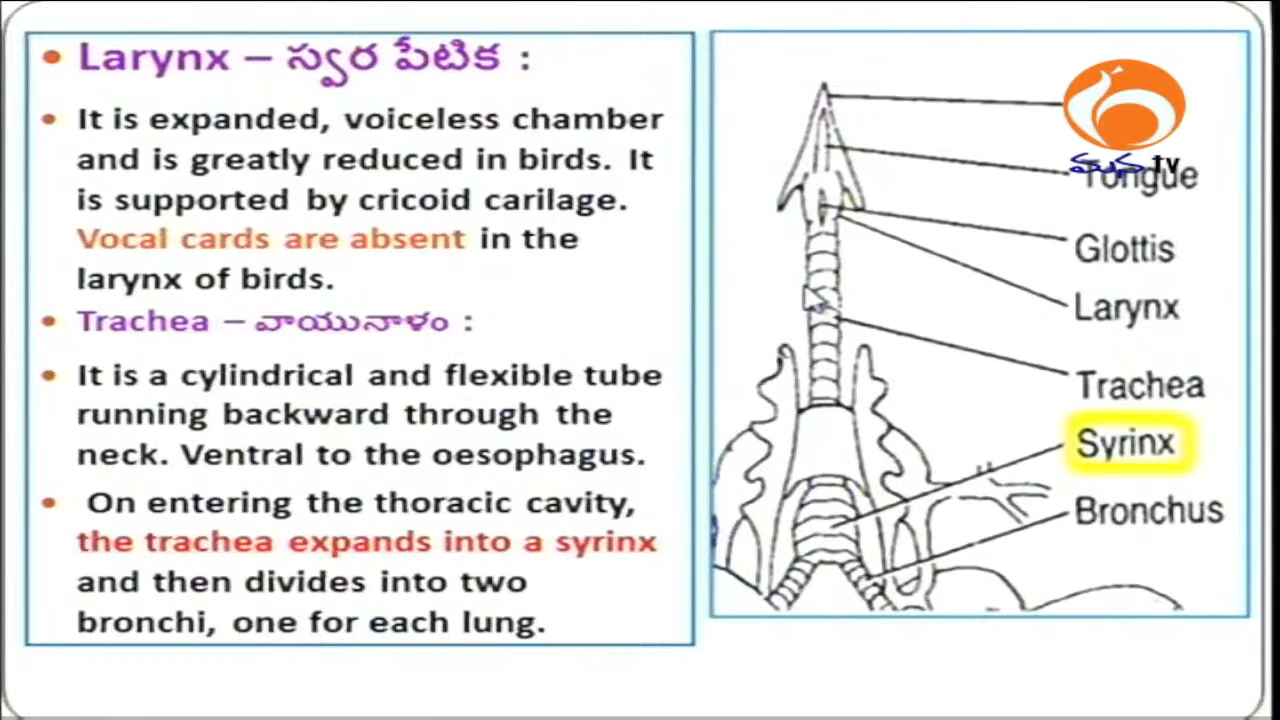 Larynx – స్వర పేటిక :
It is expanded, voiceless chamber
and is greatly reduced in birds. It
is supported by cricoid carilage.
Vocal cards are absent in the
larynx of birds.
Trachea – వాయునాళం :
It is a cylindrical and flexible tube
running backward through the
neck. Ventral to the oesophagus.
On entering the thoracic cavity,
the trachea expands into a syrinx
and then divides into two
bronchi, one for each lung.
మన tv
Tongue
Glottis
Larynx
Trachea
Syrinx
Bronchus